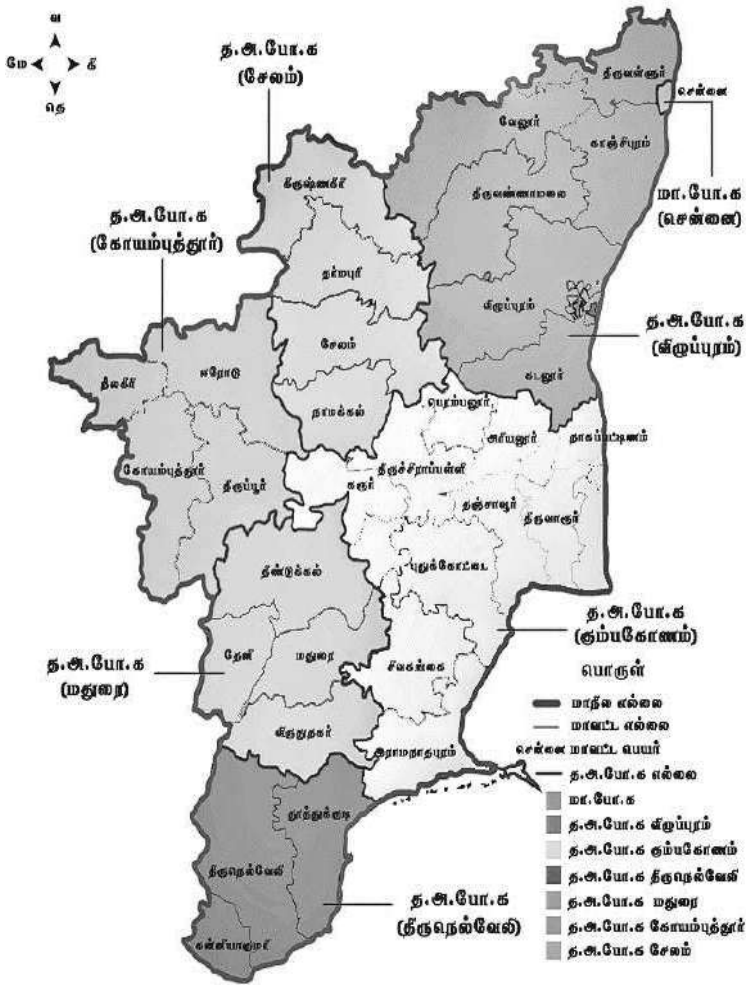 வ
மே
கி
தெ
த.அ.போ.க
(சேலம்)
திருவள்ளூர்
சென்னை
வேலூர்
காஞ்சிபுரம்
கிருஷ்ணகிரி
திருவண்ணாமலை
மா.போ.க
(சென்னை)
த.அ.போ.க
(கோயம்புத்தூர்)
தர்மபுரி
விழுப்புரம்
த.அ.போ.க
(விழுப்புரம்)
சேலம்
நீலகிரி
ஈரோடு
கடலூர்
நாமக்கல்
பெரம்பலூர்
அரியலூர்
நாகப்பட்டிணம்
கோயம்புத்தூர்
திருப்பூர்
கரூர்
திருச்சிராப்பள்ளி
தஞ்சாவூர்
திருவாரூர்
புதுக்கோட்டை
திண்டுக்கல்
த.அ.போ.க
(கும்பகோணம்)
தேனி
மதுரை
சிவகங்கை
த.அ.போ.க
(மதுரை)
விருதுநகர்
இராமநாதபுரம்
பொருள்
மாநில எல்லை
மாவட்ட எல்லை
சென்னை மாவட்ட பெயர்
த.அ.போ.க எல்லை
மா.போ.க
த.அ.போ.க விழுப்புரம்
த.அ.போ.க கும்பகோணம்
த.அ.போ.க திருநெல்வேலி
த.அ.போ.க மதுரை
த.அ.போ.க கோயம்புத்தூர்
த.அ.போ.க சேலம்
தூத்துக்குடி
திருநெல்வேலி
த.அ.போ.க
(திருநெல்வேலி)
கன்னியாகுமரி